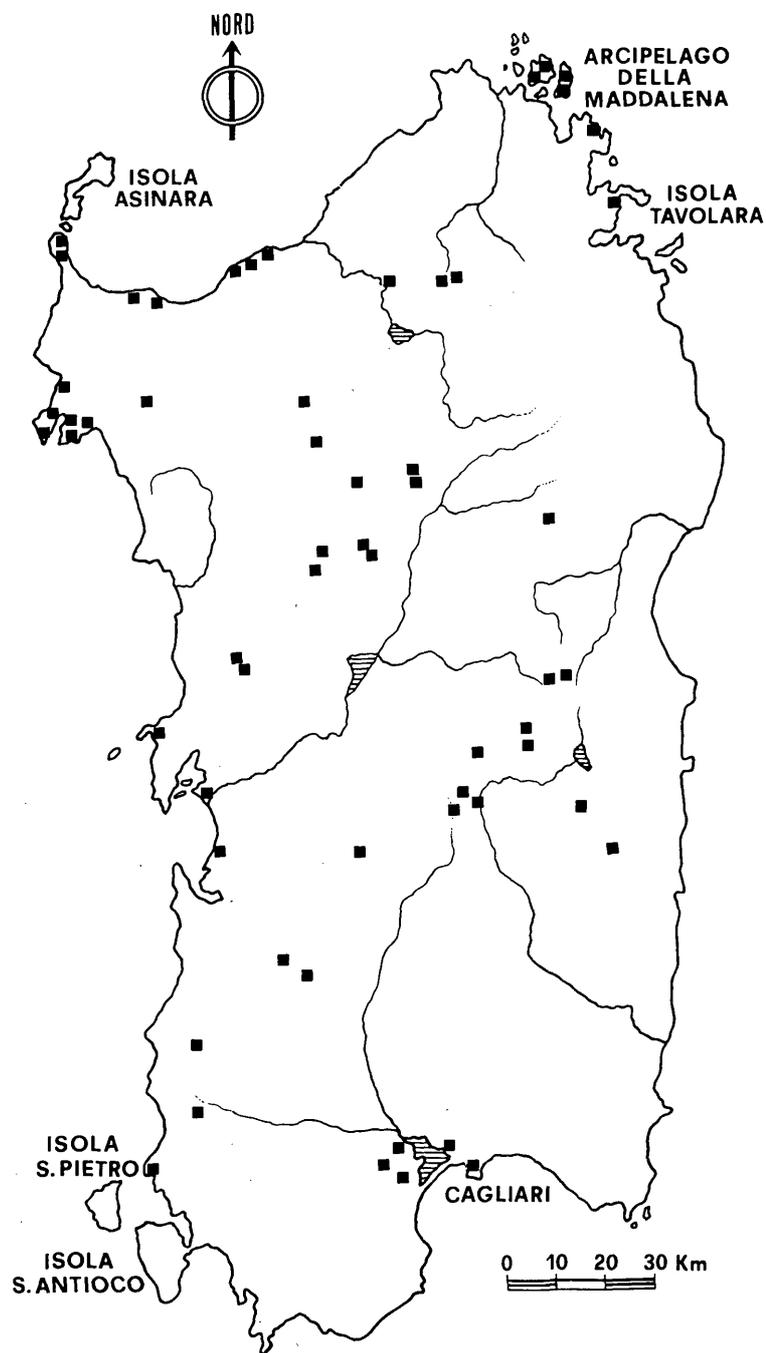 NORD
ARCIPELAGO
DELLA
MADDALENA
ISOLA
ASINARA
ISOLA
TAVOLARA
ISOLA
S. PIETRO
CAGLIARI
ISOLA
S. ANTIOCO
0 10 20 30 Km